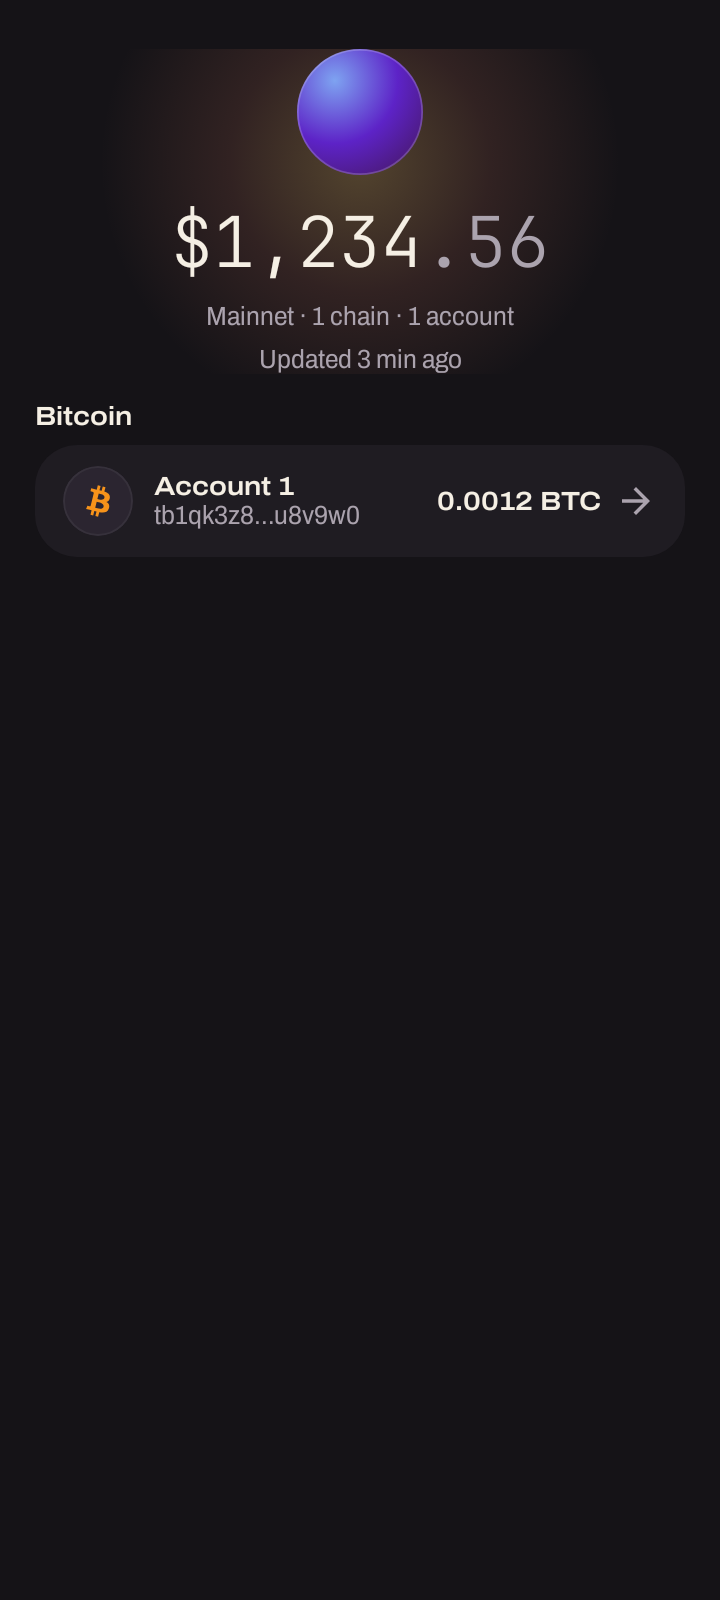 $1,234.56
Mainnet · 1 chain · 1 account
Updated 3 min ago
Bitcoin
Account 1
tb1qk3z8...u8v9w0
0.0012 BTC